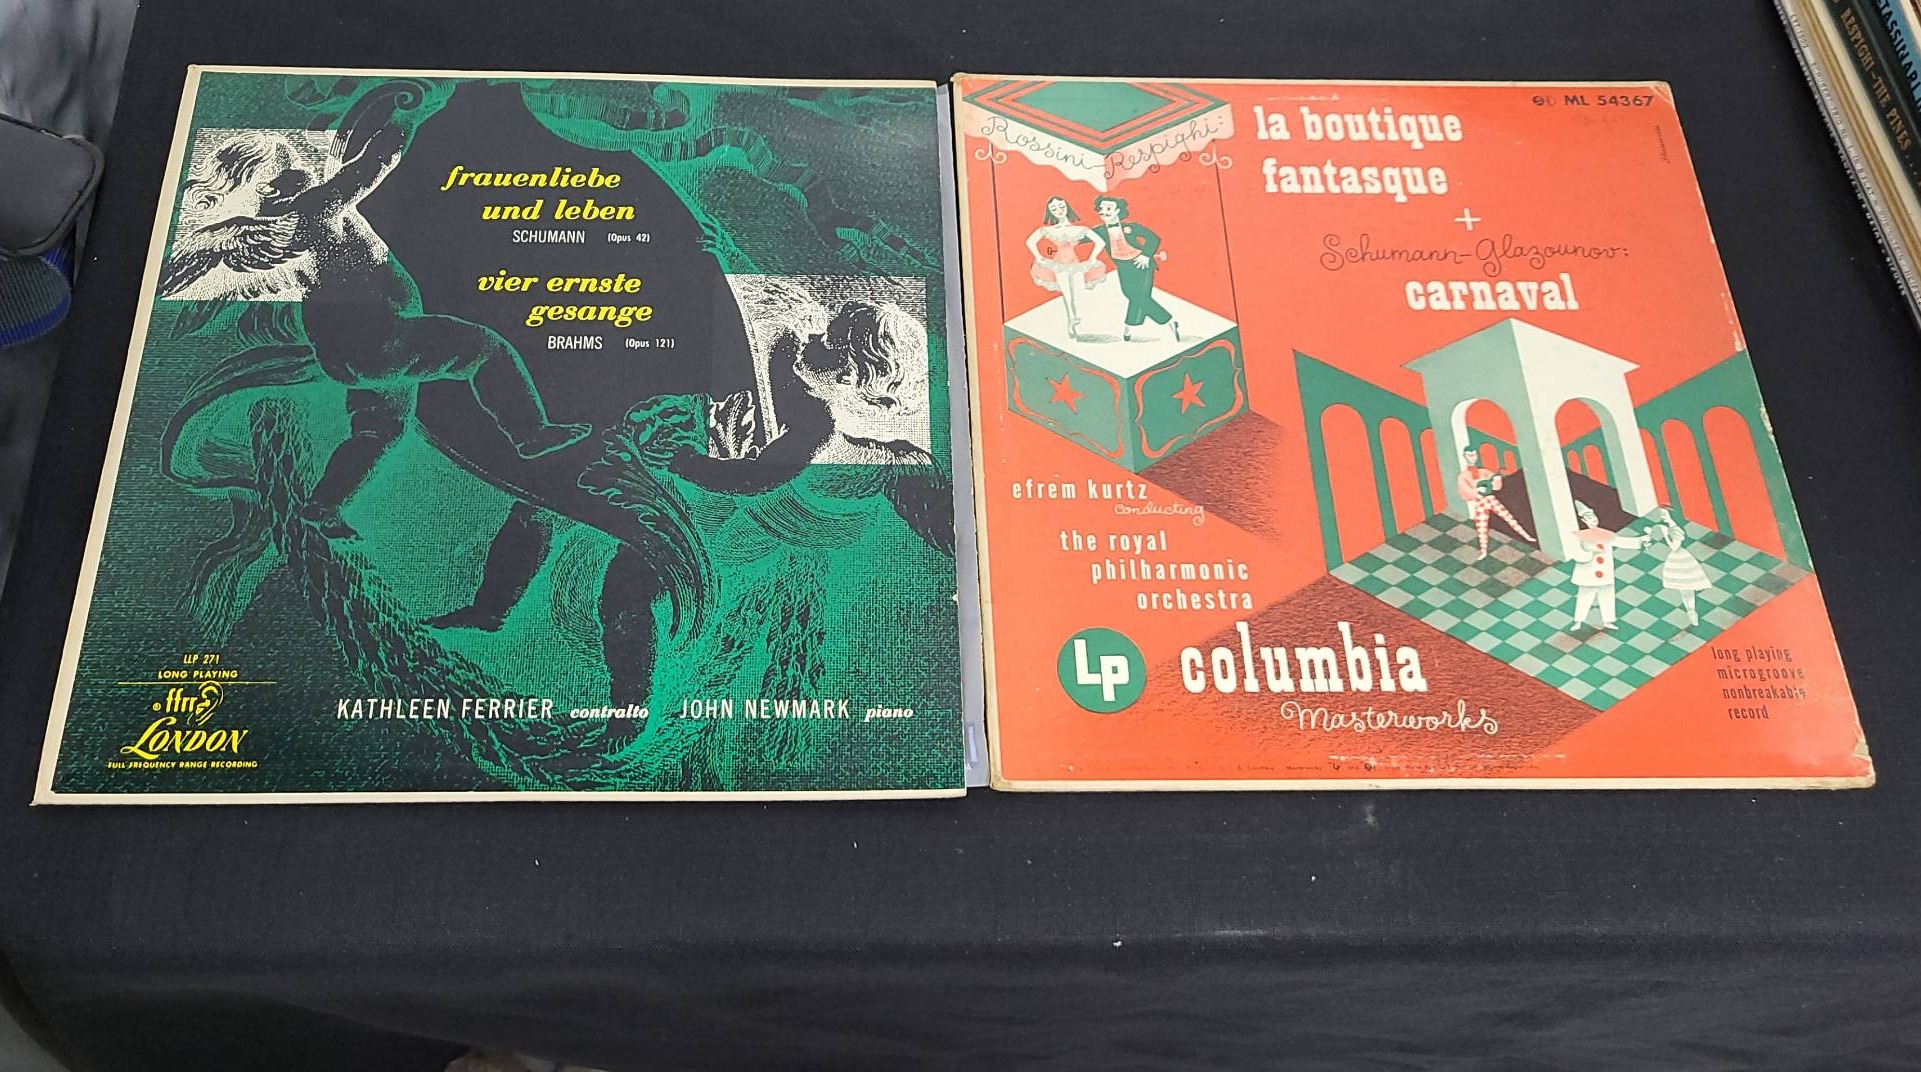 frauenliebe
und leben
SCHUMANN (Opus 42)
vier ernste
gesange
BRAHMS (Opus 121)
LLP 271
LONG PLAYING
ffrr
LONDON
FULL FREQUENCY RANGE RECORDING
KATHLEEN FERRIER contralto JOHN NEWMARK piano
ML 54367
Rossini-Respighi:
la boutique
fantasque
+
Schumann-Glazounov:
carnaval
efrem kurtz
conducting
the royal
philharmonic
orchestra
Lp columbia
Masterworks
long playing
microgroove
nonbreakable
record
RESPIGHI-THE PINES